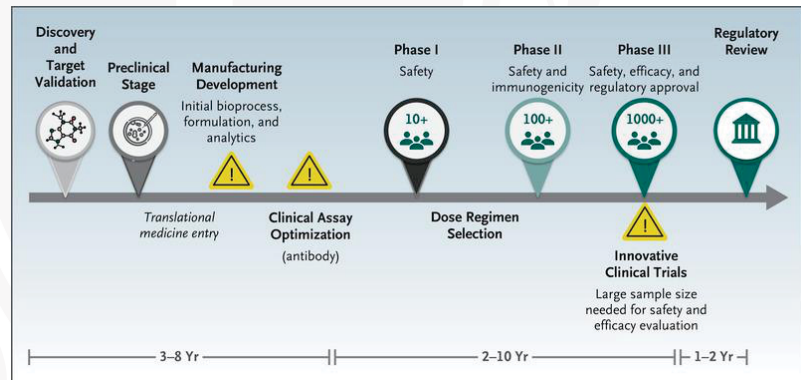 Discovery
and
Target
Validation
Preclinical
Stage
Manufacturing
Development
Initial bioprocess,
formulation, and
analytics
Phase I
Safety
10+
Phase II
Safety and
immunogenicity
100+
Phase III
Safety, efficacy, and
regulatory approval
1000+
Regulatory
Review
!
!
Translational
medicine entry
Clinical Assay
Optimization
(antibody)
Dose Regimen
Selection
!
Innovative
Clinical Trials
Large sample size
needed for safety and
efficacy evaluation
3–8 Yr
2–10 Yr
1–2 Yr